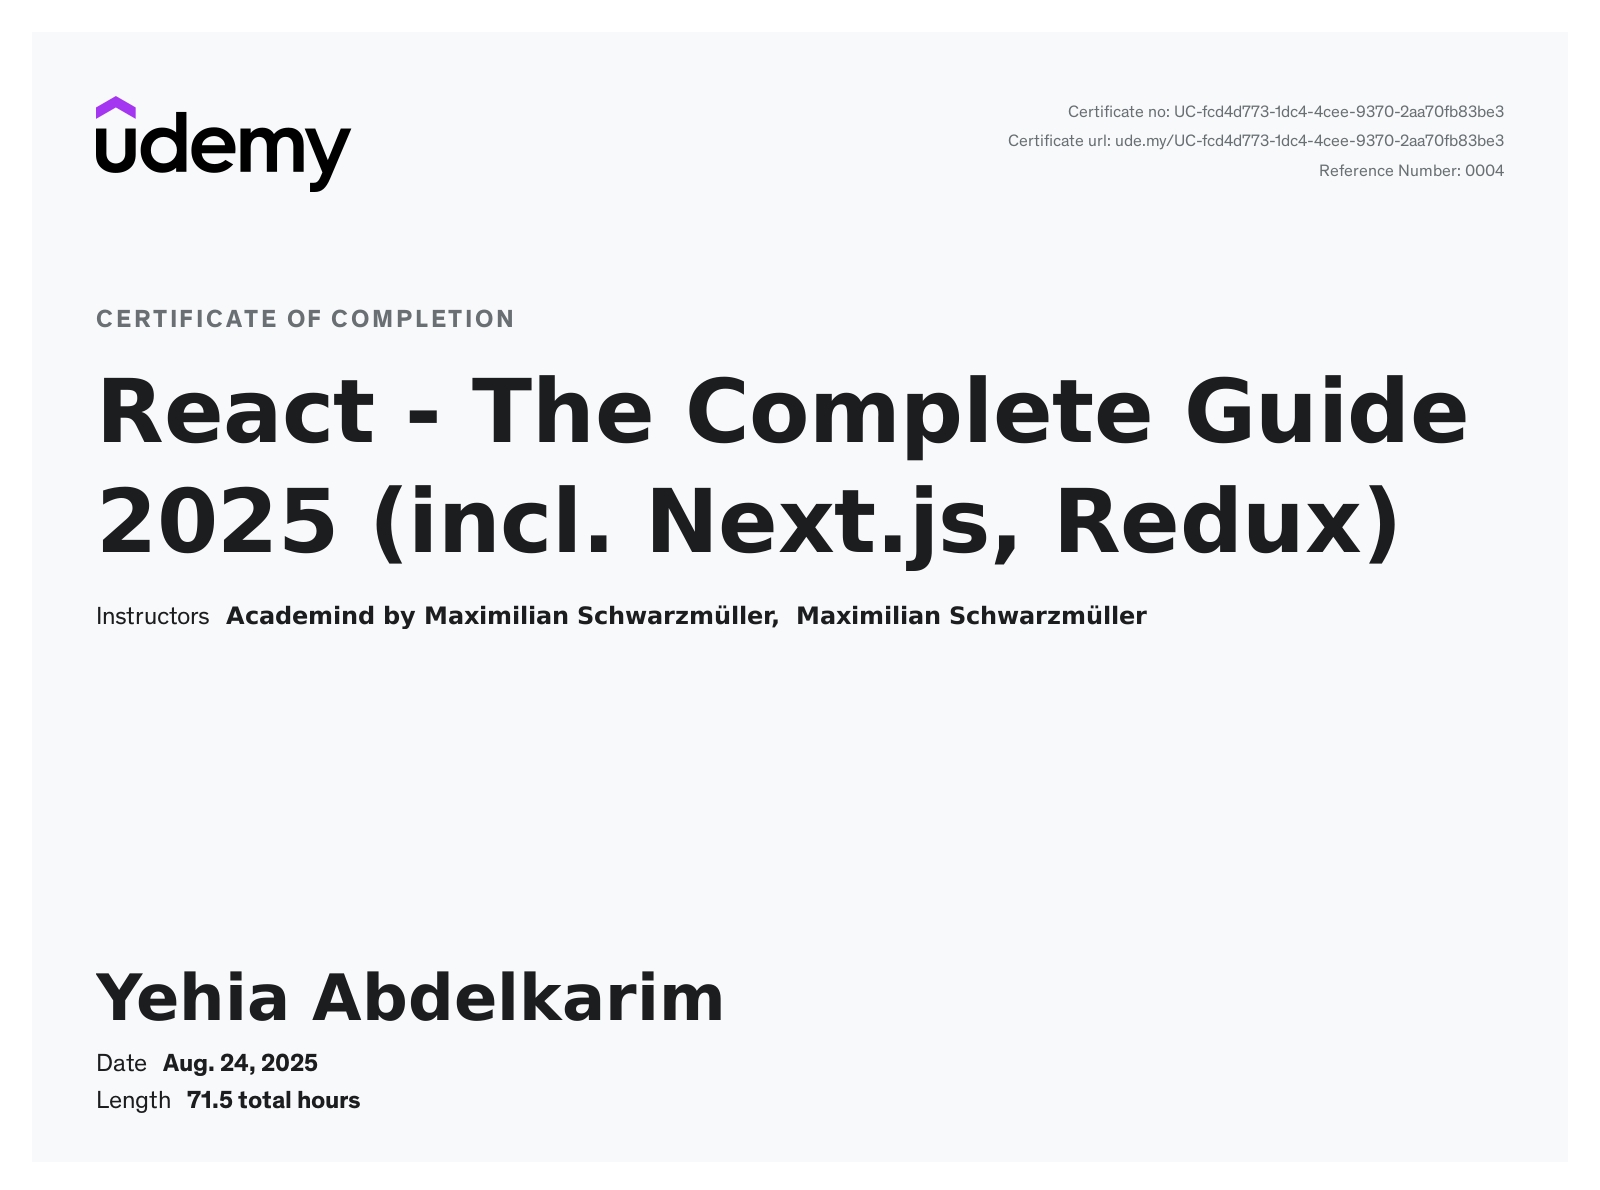 udemy
Certificate no: UC-fcd4d773-1dc4-4cee-9370-2aa70fb83be3
Certificate url: ude.my/UC-fcd4d773-1dc4-4cee-9370-2aa70fb83be3
Reference Number: 0004
CERTIFICATE OF COMPLETION
React - The Complete Guide
2025 (incl. Next.js, Redux)
Instructors Academind by Maximilian Schwarzmüller, Maximilian Schwarzmüller
Yehia Abdelkarim
Date Aug. 24, 2025
Length 71.5 total hours